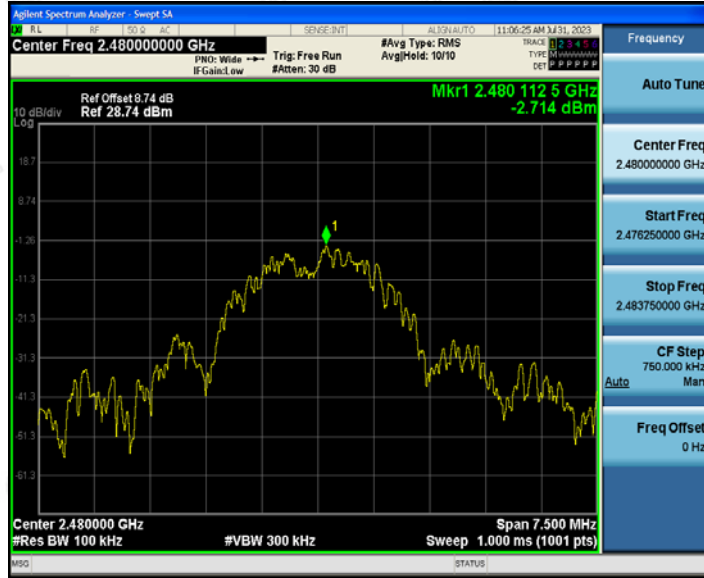 Agilent Spectrum Analyzer - Swept SA
RL RF 50 Ω AC SENSE:INT ALIGN AUTO 11:06:25 AM Jul 31, 2023
Center Freq 2.480000000 GHz
PNO: Wide
IFGain:Low
Trig: Free Run
#Atten: 30 dB
#Avg Type: RMS
Avg|Hold: 10/10
TRACE 1 2 3 4 5 6
TYPE M
DET P P P P P P
Mkr1 2.480 112 5 GHz
-2.714 dBm
Ref Offset 8.74 dB
10 dB/div Ref 28.74 dBm
Log
18.7
8.74
-1.26
-11.3
-21.3
-31.3
-41.3
-51.3
-61.3
1
Center 2.480000 GHz Span 7.500 MHz
#Res BW 100 kHz #VBW 300 kHz Sweep 1.000 ms (1001 pts)
MSG STATUS
Frequency
Auto Tune
Center Freq
2.480000000 GHz
Start Freq
2.476250000 GHz
Stop Freq
2.483750000 GHz
CF Step
750.000 kHz
Auto Man
Freq Offset
0 Hz